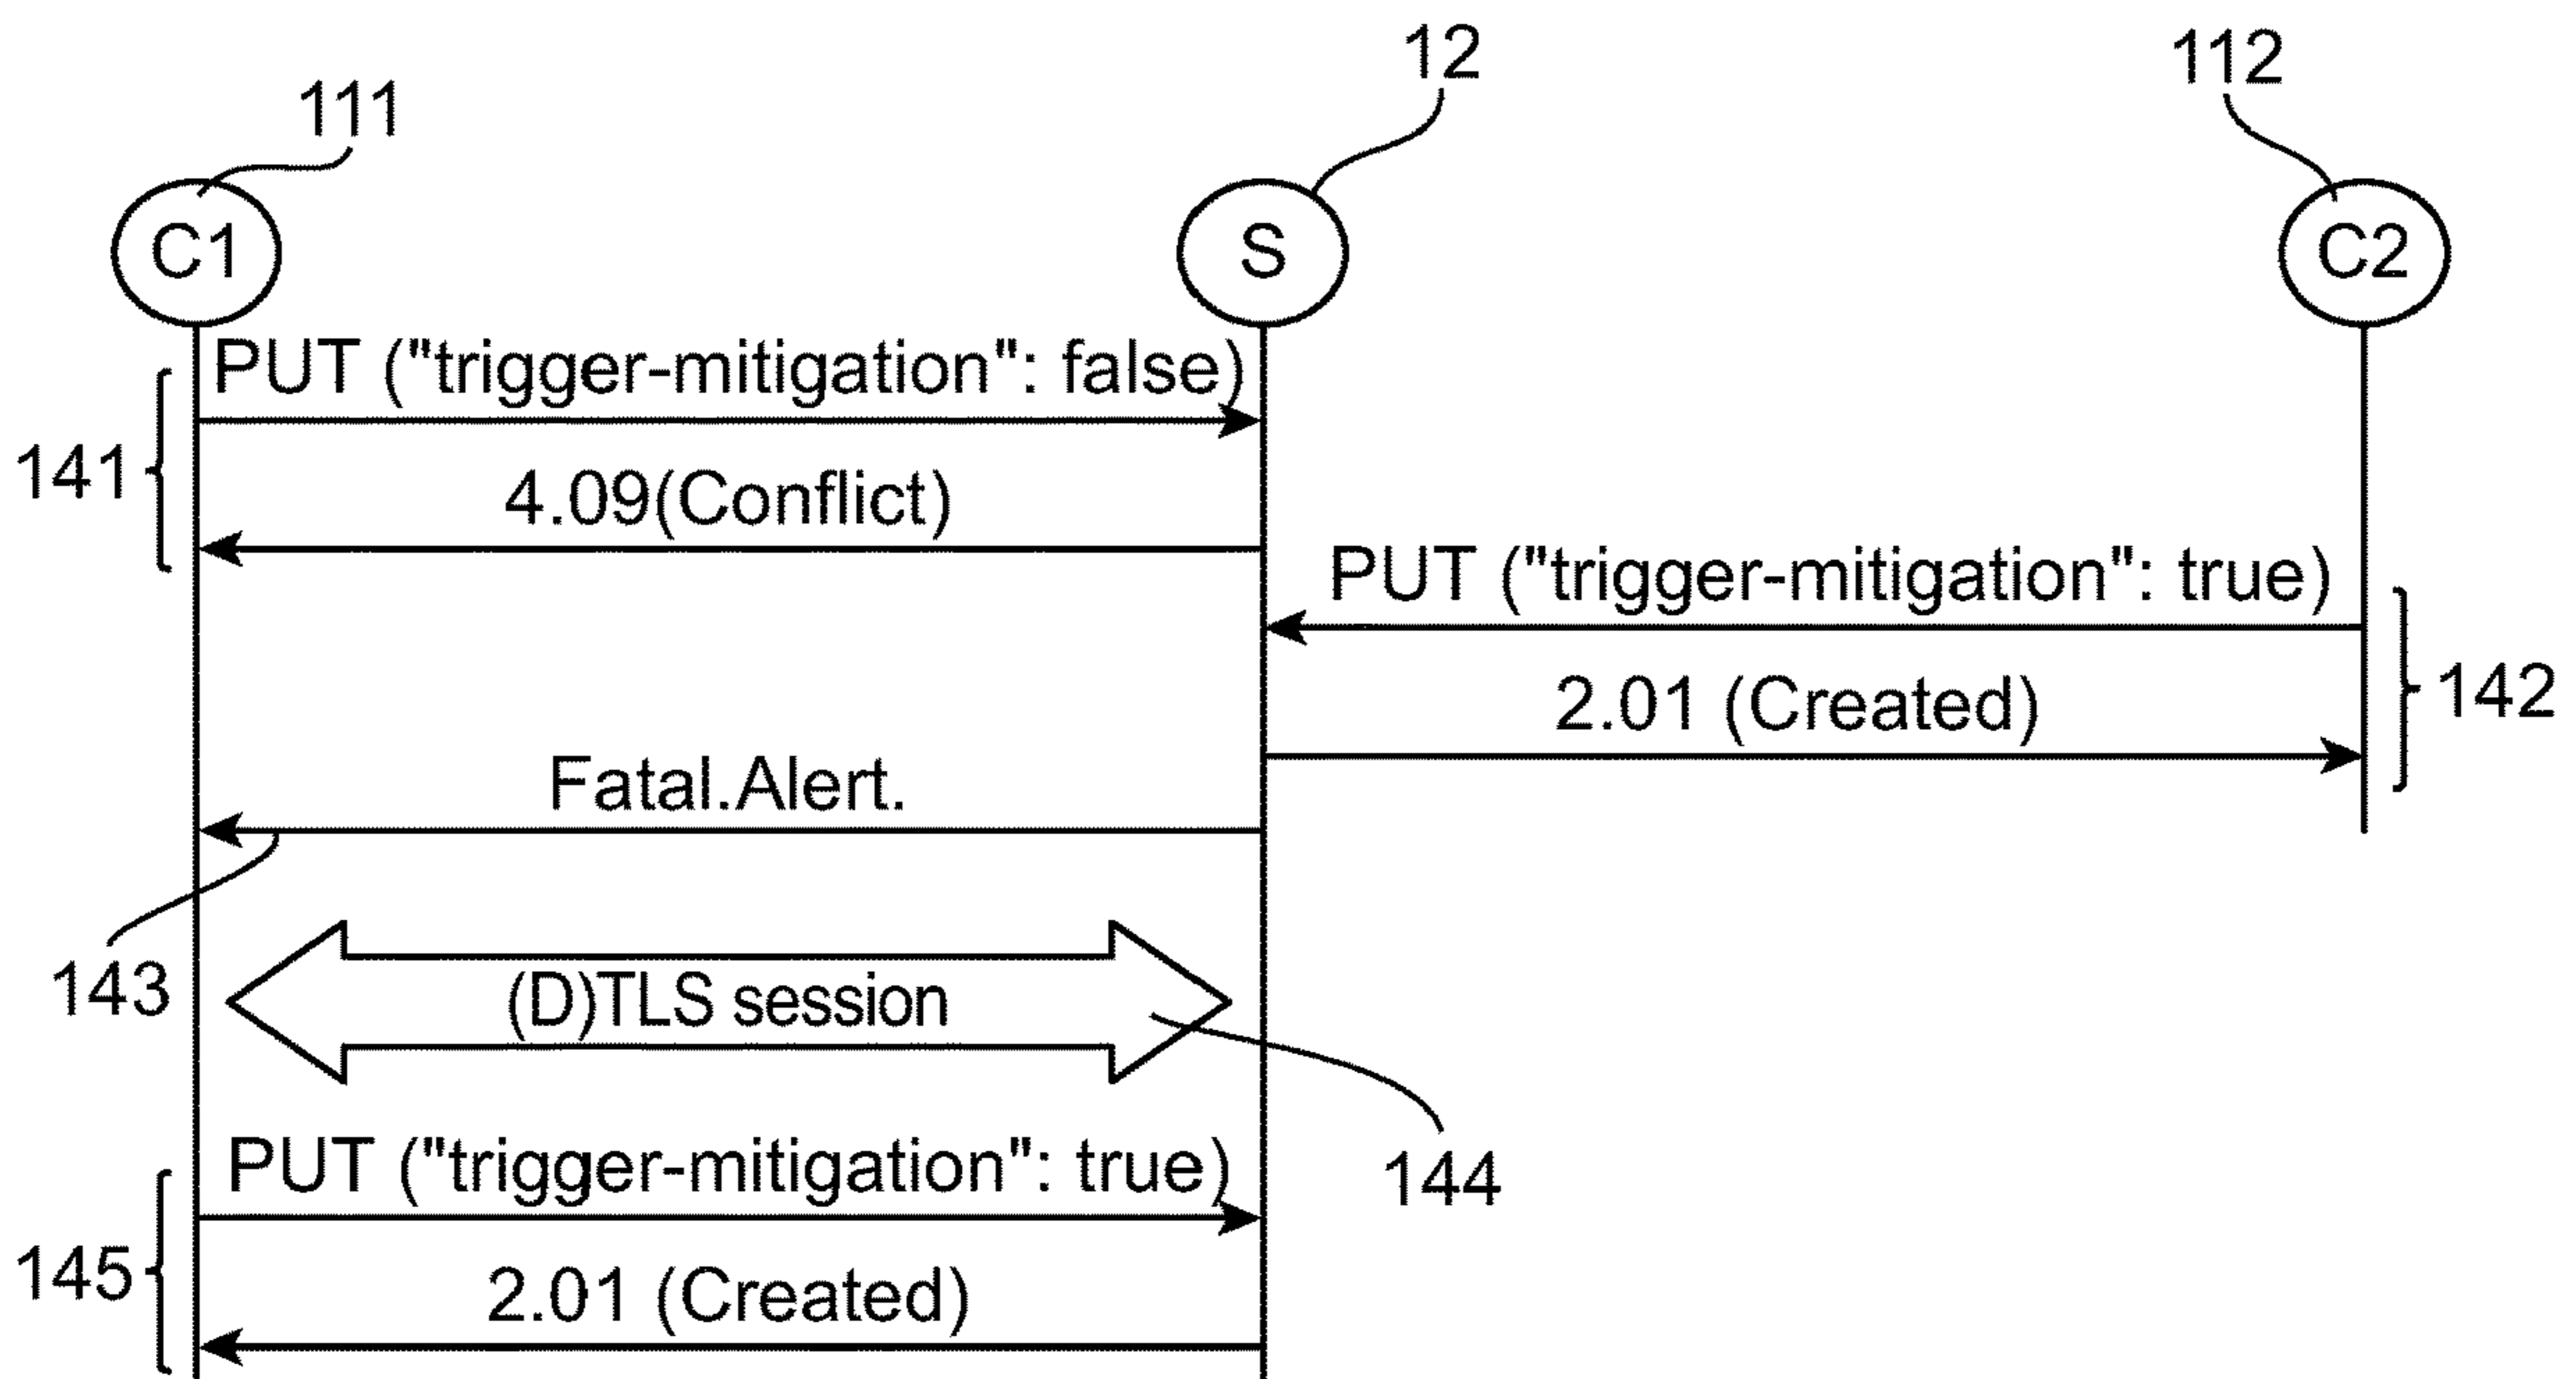 111
12
112
C1
S
C2
PUT ("trigger-mitigation": false)
141
4.09(Conflict)
PUT ("trigger-mitigation": true)
2.01 (Created)
142
Fatal.Alert.
143
(D)TLS session
PUT ("trigger-mitigation": true)
144
145
2.01 (Created)